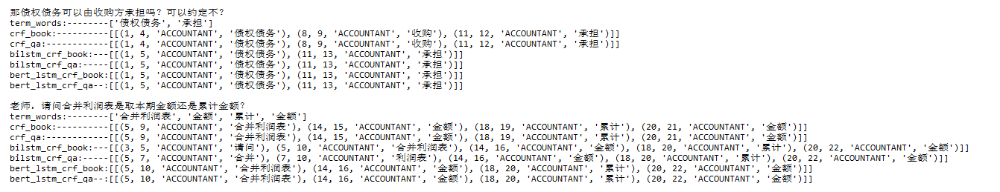 那债权债务可以由收购方承担吗？可以约定不？
term_words:--------['债权债务', '承担']
crf_book:----------[[(1, 4, 'ACCOUNTANT', '债权债务'), (8, 9, 'ACCOUNTANT', '收购'), (11, 12, 'ACCOUNTANT', '承担')]]
crf_qa:------------[[(1, 4, 'ACCOUNTANT', '债权债务'), (8, 9, 'ACCOUNTANT', '收购'), (11, 12, 'ACCOUNTANT', '承担')]]
bilstm_crf_book:---[[(1, 5, 'ACCOUNTANT', '债权债务'), (11, 13, 'ACCOUNTANT', '承担')]]
bilstm_crf_qa:-----[[(1, 5, 'ACCOUNTANT', '债权债务'), (11, 13, 'ACCOUNTANT', '承担')]]
bert_lstm_crf_book:[[(1, 5, 'ACCOUNTANT', '债权债务'), (11, 13, 'ACCOUNTANT', '承担')]]
bert_lstm_crf_qa--:[[(1, 5, 'ACCOUNTANT', '债权债务'), (11, 13, 'ACCOUNTANT', '承担')]]
老师，请问合并利润表是取本期金额还是累计金额？
term_words:--------['合并利润表', '金额', '累计', '金额']
crf_book:----------[[(5, 9, 'ACCOUNTANT', '合并利润表'), (14, 15, 'ACCOUNTANT', '金额'), (18, 19, 'ACCOUNTANT', '累计'), (20, 21, 'ACCOUNTANT', '金额')]]
crf_qa:------------[[(5, 9, 'ACCOUNTANT', '合并利润表'), (14, 15, 'ACCOUNTANT', '金额'), (18, 19, 'ACCOUNTANT', '累计'), (20, 21, 'ACCOUNTANT', '金额')]]
bilstm_crf_book:---[[(3, 5, 'ACCOUNTANT', '请问'), (5, 10, 'ACCOUNTANT', '合并利润表'), (14, 16, 'ACCOUNTANT', '金额'), (18, 20, 'ACCOUNTANT', '累计'), (20, 22, 'ACCOUNTANT', '金额')]]
bilstm_crf_qa:-----[[(5, 7, 'ACCOUNTANT', '合并'), (7, 10, 'ACCOUNTANT', '利润表'), (14, 16, 'ACCOUNTANT', '金额'), (18, 20, 'ACCOUNTANT', '累计'), (20, 22, 'ACCOUNTANT', '金额')]]
bert_lstm_crf_book:[[(5, 10, 'ACCOUNTANT', '合并利润表'), (14, 16, 'ACCOUNTANT', '金额'), (18, 20, 'ACCOUNTANT', '累计'), (20, 22, 'ACCOUNTANT', '金额')]]
bert_lstm_crf_qa--:[[(5, 10, 'ACCOUNTANT', '合并利润表'), (14, 16, 'ACCOUNTANT', '金额'), (18, 20, 'ACCOUNTANT', '累计'), (20, 22, 'ACCOUNTANT', '金额')]]